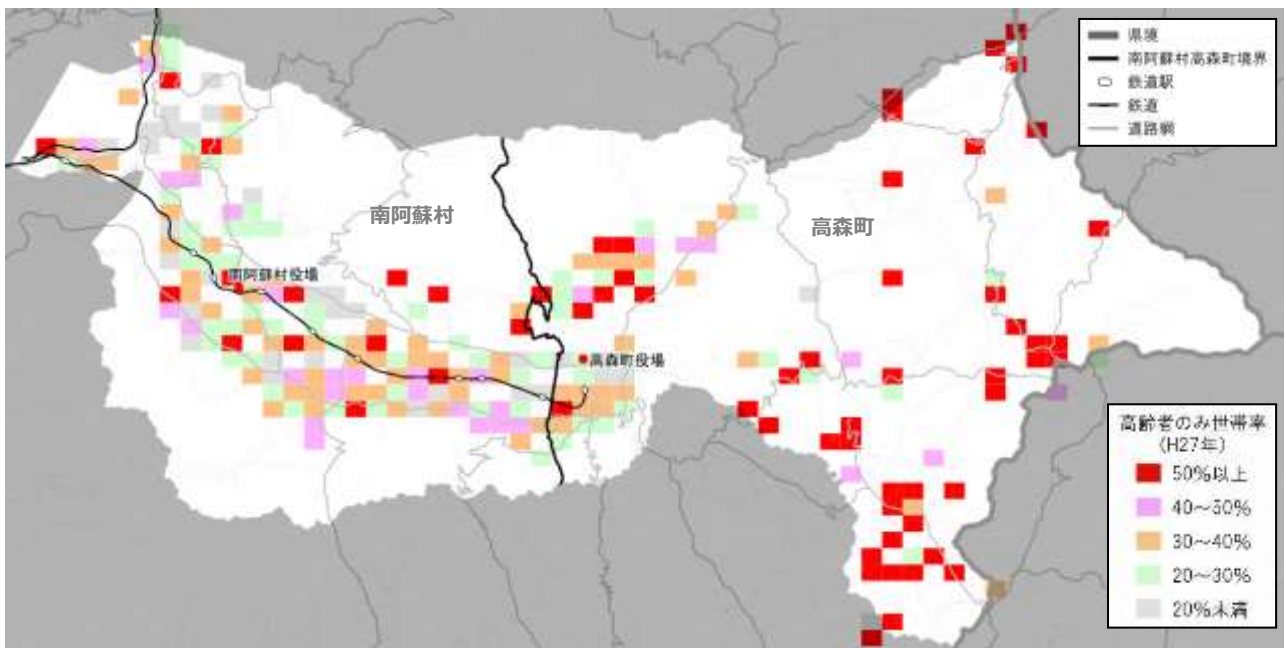 県境
南阿蘇村高森町境界
鉄道駅
鉄道
道路網
南阿蘇村
高森町
南阿蘇村役場
高森町役場
高齢者のみ世帯率
(H27年)
50%以上
40～50%
30～40%
20～30%
20%未満